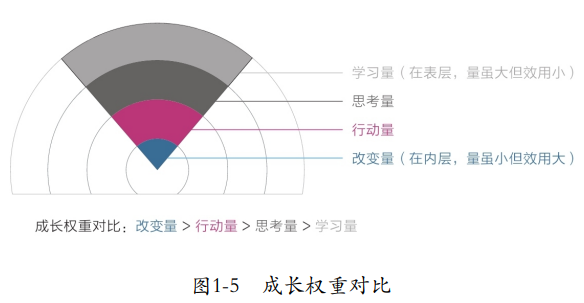 学习量（在表层，量虽大但效用小）
思考量
行动量
改变量（在内层，量虽小但效用大）
成长权重对比：改变量 > 行动量 > 思考量 > 学习量
图1-5 成长权重对比